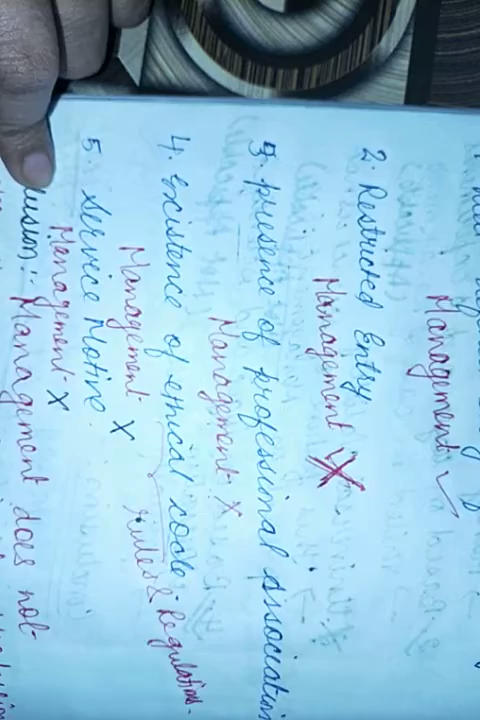 Management ✓
2. Restricted Entry
Management X
3. presence of professional association
Management X
4. Existence of ethical code
Management X rules & Regulations.
5. Service Motive.
Management X
Management does not